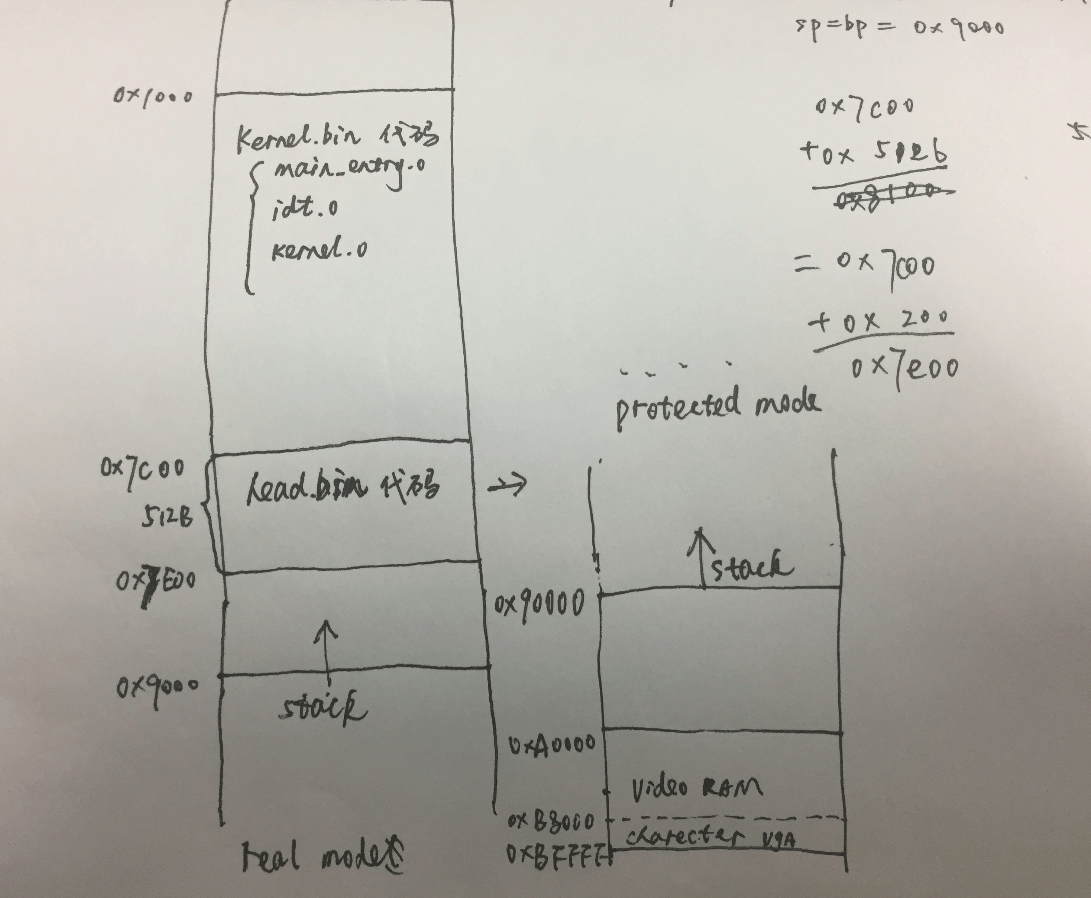 sp=bp= 0x9000
0x1000
Kernel.bin 代码
main_entry.o
idt.o
kernel.o
0x7c00
+0x 512b
0x8100
= 0x7c00
+ 0x 200
0x7e00
0x7C00
512B
head.bin 代码
0x7E00
0x9000
stack
real mode
protected mode
stack
0x90000
0xA0000
Video RAM
0xB8000
charecter VGA
0xBFFFF